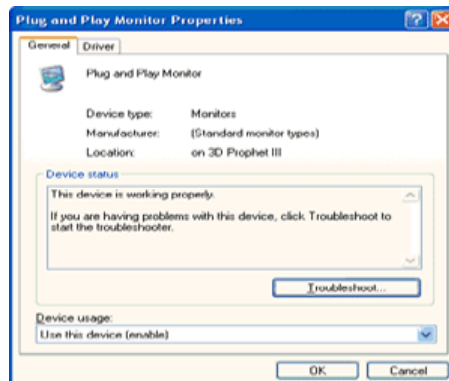 Plug and Play Monitor Properties
General Driver
Plug and Play Monitor
Device type: Monitors
Manufacturer: (Standard monitor types)
Location: on 3D Prophet III
Device status
This device is working properly.
If you are having problems with this device, click Troubleshoot to
start the troubleshooter.
Troubleshoot...
Device usage:
Use this device (enable)
OK Cancel